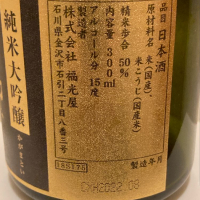 純米大吟醸
品目 日本酒
原材料名 米(国産)、米こうじ(国産米)
精米歩合 50%
内容量 300ml
アルコール分 15度
製造者
株式会社 福光屋
石川県金沢市石引二丁目八番三号
製造年月